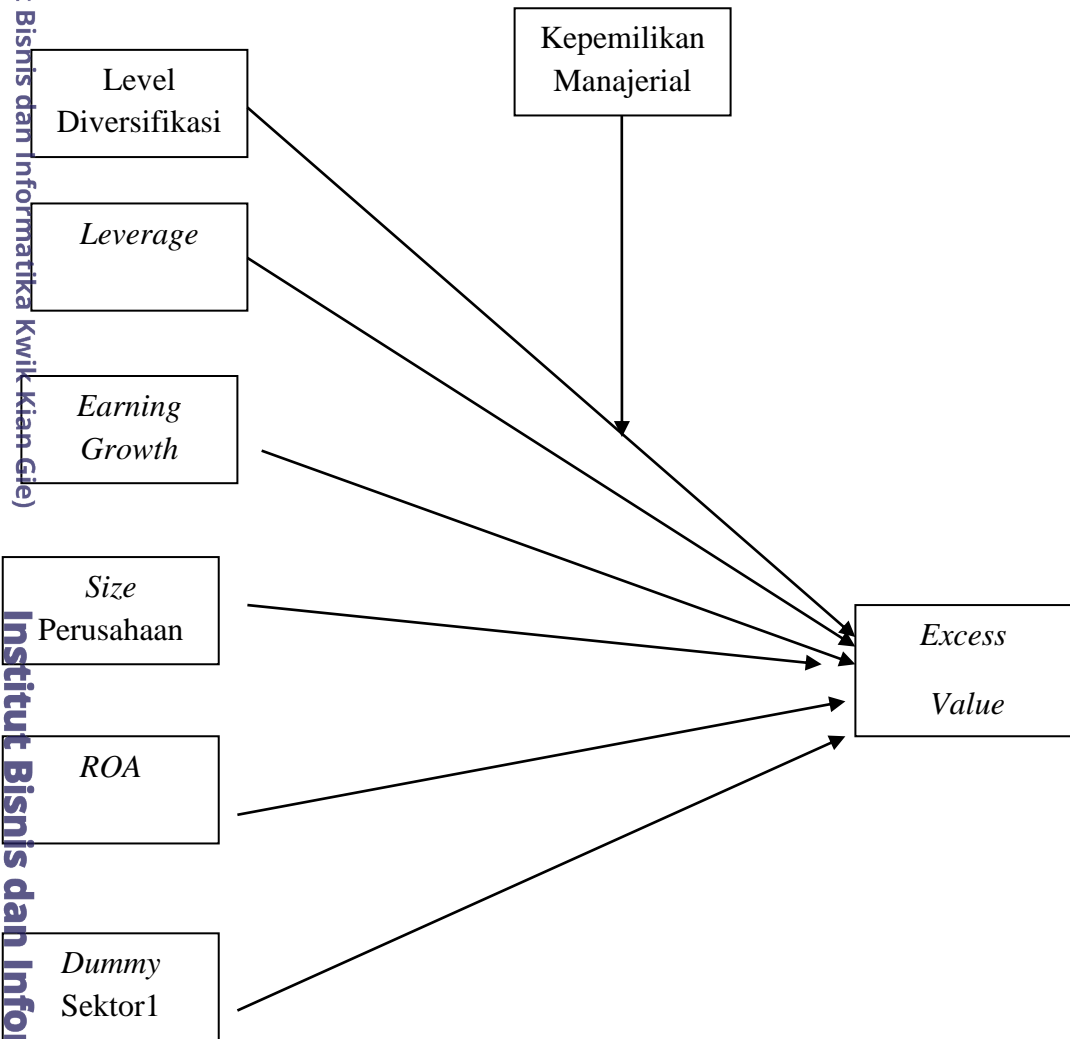 Kepemilikan
Manajerial
Level
Diversifikasi
Leverage
Earning
Growth
Size
Perusahaan
ROA
Dummy
Sektor1
Excess
Value
: Bisnis dan Informatika Kwik Kian Gie)
Institut Bisnis dan Infor